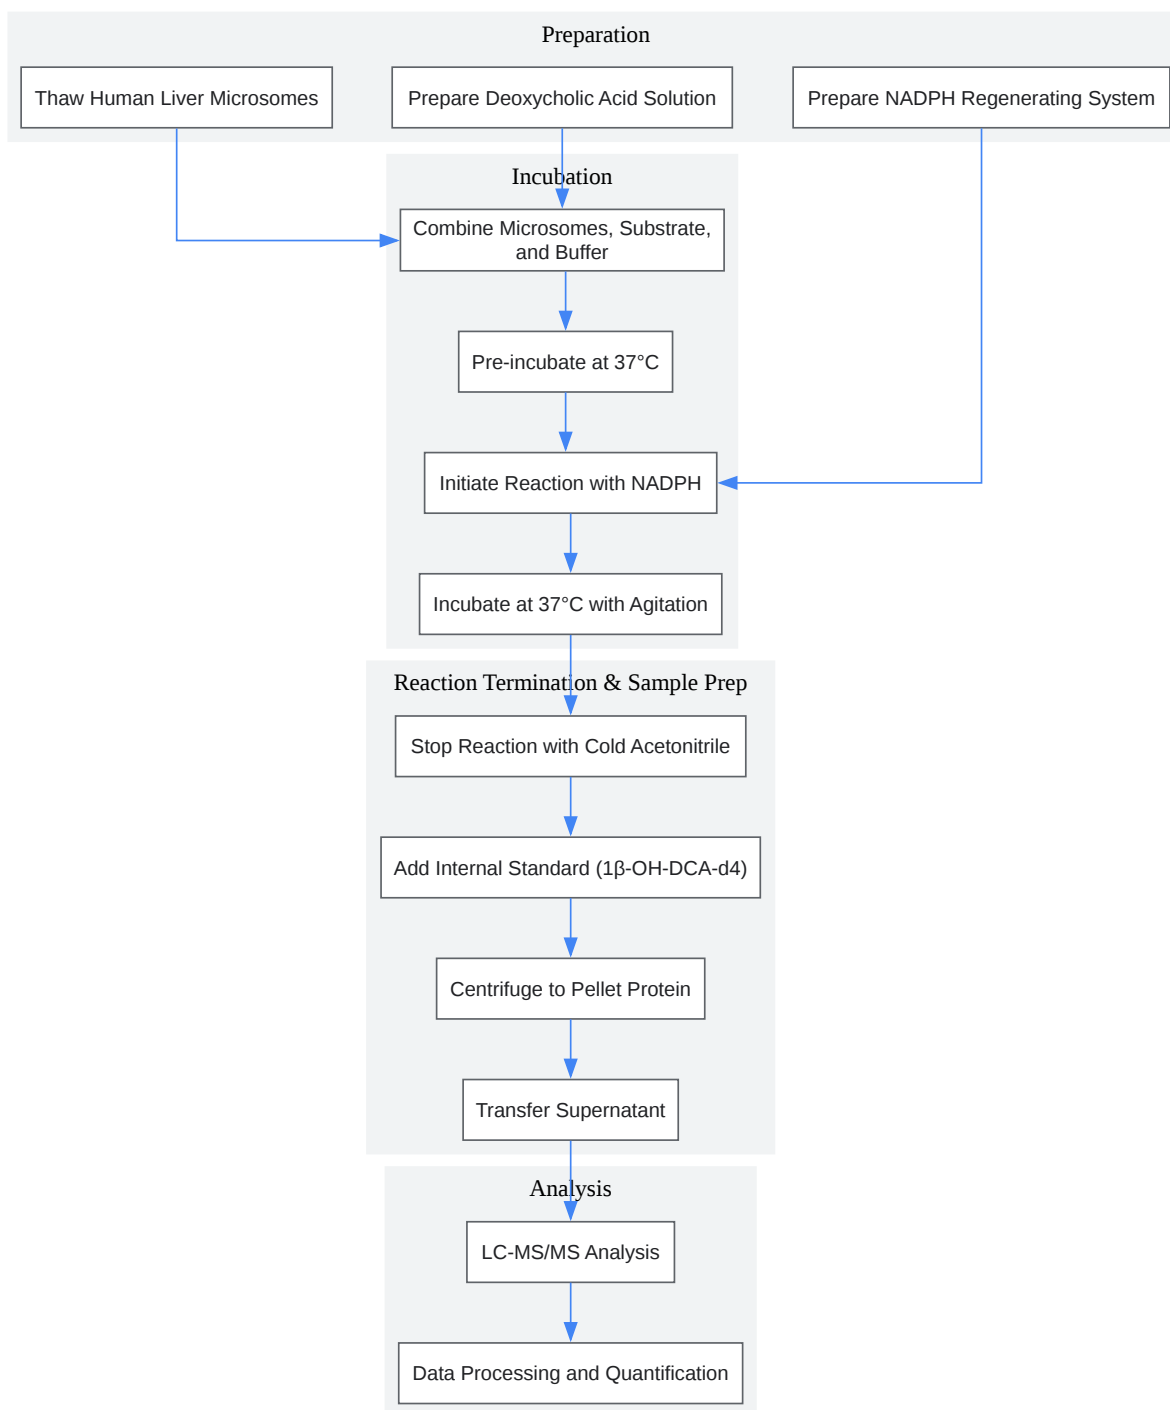 Preparation
Thaw Human Liver Microsomes
Prepare Deoxycholic Acid Solution
Prepare NADPH Regenerating System
Incubation
Combine Microsomes, Substrate,
and Buffer
Pre-incubate at 37°C
Initiate Reaction with NADPH
Incubate at 37°C with Agitation
Reaction Termination & Sample Prep
Stop Reaction with Cold Acetonitrile
Add Internal Standard (1β-OH-DCA-d4)
Centrifuge to Pellet Protein
Transfer Supernatant
Analysis
LC-MS/MS Analysis
Data Processing and Quantification